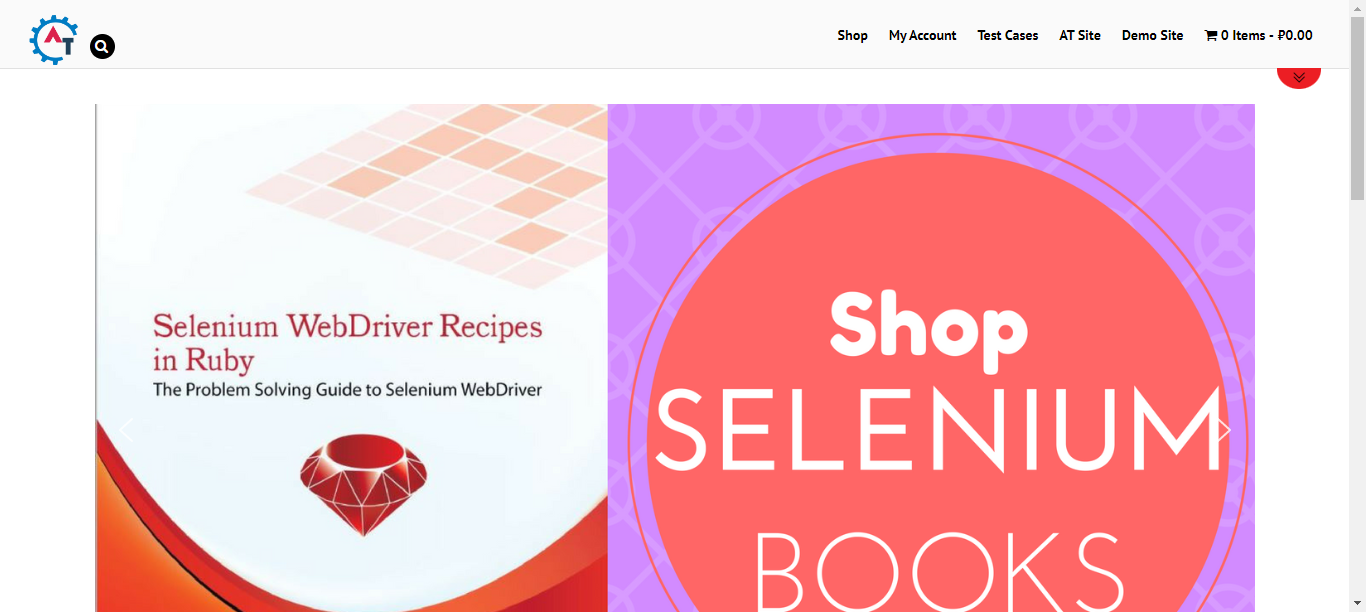 AT
Shop
My Account
Test Cases
AT Site
Demo Site
0 Items - ₽0.00
Selenium WebDriver Recipes
in Ruby
The Problem Solving Guide to Selenium WebDriver
Shop
SELENIUM
BOOKS